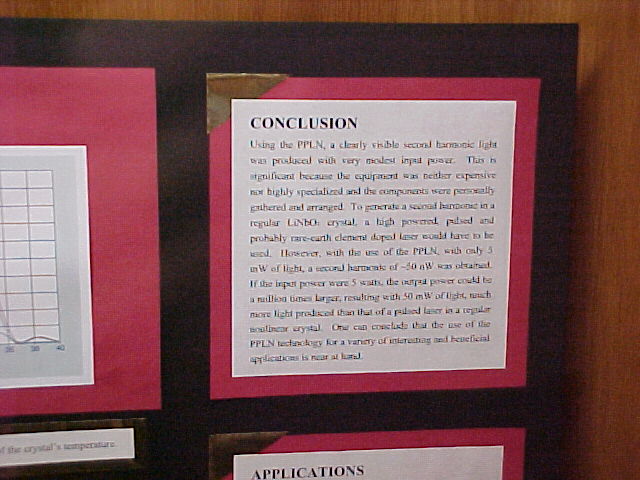 CONCLUSION
Using the PPLN, a clearly visible second harmonic light
was produced with very modest input power. This is
significant because the equipment was neither expensive
nor highly specialized and the components were personally
gathered and arranged. To generate a second harmonic in a
regular LiNbO₃ crystal, a high powered, pulsed and
probably rare-earth element doped laser would have to be
used. However, with the use of the PPLN, with only 5
mW of light, a second harmonic of ~50 nW was obtained.
If the input power were 5 watts, the output power could be
a million times larger, resulting with 50 mW of light, much
more light produced than that of a pulsed laser in a regular
nonlinear crystal. One can conclude that the use of the
PPLN technology for a variety of interesting and beneficial
applications is near at hand.
38 40
of the crystal's temperature.
APPLICATIONS